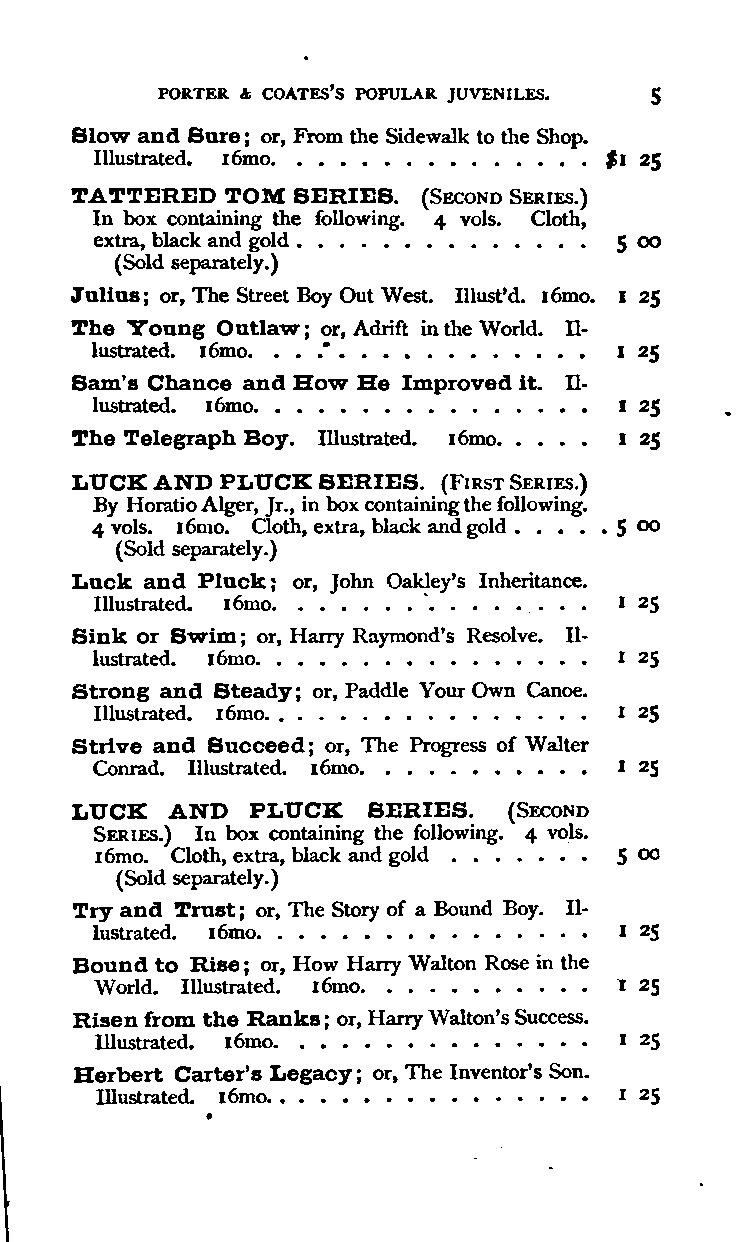 PORTER & COATES'S POPULAR JUVENILES. 5
Slow and Sure; or, From the Sidewalk to the Shop.
Illustrated. 16mo. . . . . . . . . . . . . . . . $1 25
TATTERED TOM SERIES. (SECOND SERIES.)
In box containing the following. 4 vols. Cloth,
extra, black and gold . . . . . . . . . . . . . . 5 00
(Sold separately.)
Julius; or, The Street Boy Out West. Illust'd. 16mo. 1 25
The Young Outlaw; or, Adrift in the World. Il-
lustrated. 16mo. . . . . . . . . . . . . . . . 1 25
Sam's Chance and How He Improved it. Il-
lustrated. 16mo. . . . . . . . . . . . . . . . 1 25
The Telegraph Boy. Illustrated. 16mo. . . . . 1 25
LUCK AND PLUCK SERIES. (FIRST SERIES.)
By Horatio Alger, Jr., in box containing the following.
4 vols. 16mo. Cloth, extra, black and gold . . . . . 5 00
(Sold separately.)
Luck and Pluck; or, John Oakley's Inheritance.
Illustrated. 16mo. . . . . . . . . . . . . . . 1 25
Sink or Swim; or, Harry Raymond's Resolve. Il-
lustrated. 16mo. . . . . . . . . . . . . . . . 1 25
Strong and Steady; or, Paddle Your Own Canoe.
Illustrated. 16mo. . . . . . . . . . . . . . . . 1 25
Strive and Succeed; or, The Progress of Walter
Conrad. Illustrated. 16mo. . . . . . . . . . . 1 25
LUCK AND PLUCK SERIES. (SECOND
SERIES.) In box containing the following. 4 vols.
16mo. Cloth, extra, black and gold . . . . . . . 5 00
(Sold separately.)
Try and Trust; or, The Story of a Bound Boy. Il-
lustrated. 16mo. . . . . . . . . . . . . . . . 1 25
Bound to Rise; or, How Harry Walton Rose in the
World. Illustrated. 16mo. . . . . . . . . . . 1 25
Risen from the Ranks; or, Harry Walton's Success.
Illustrated. 16mo. . . . . . . . . . . . . . . 1 25
Herbert Carter's Legacy; or, The Inventor's Son.
Illustrated. 16mo. . . . . . . . . . . . . . . . 1 25